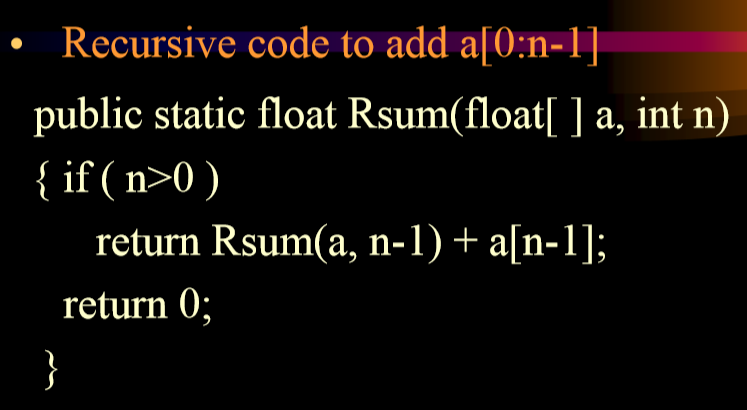 • Recursive code to add a[0:n-1]
public static float Rsum(float[ ] a, int n)
{ if ( n>0 )
return Rsum(a, n-1) + a[n-1];
return 0;
}